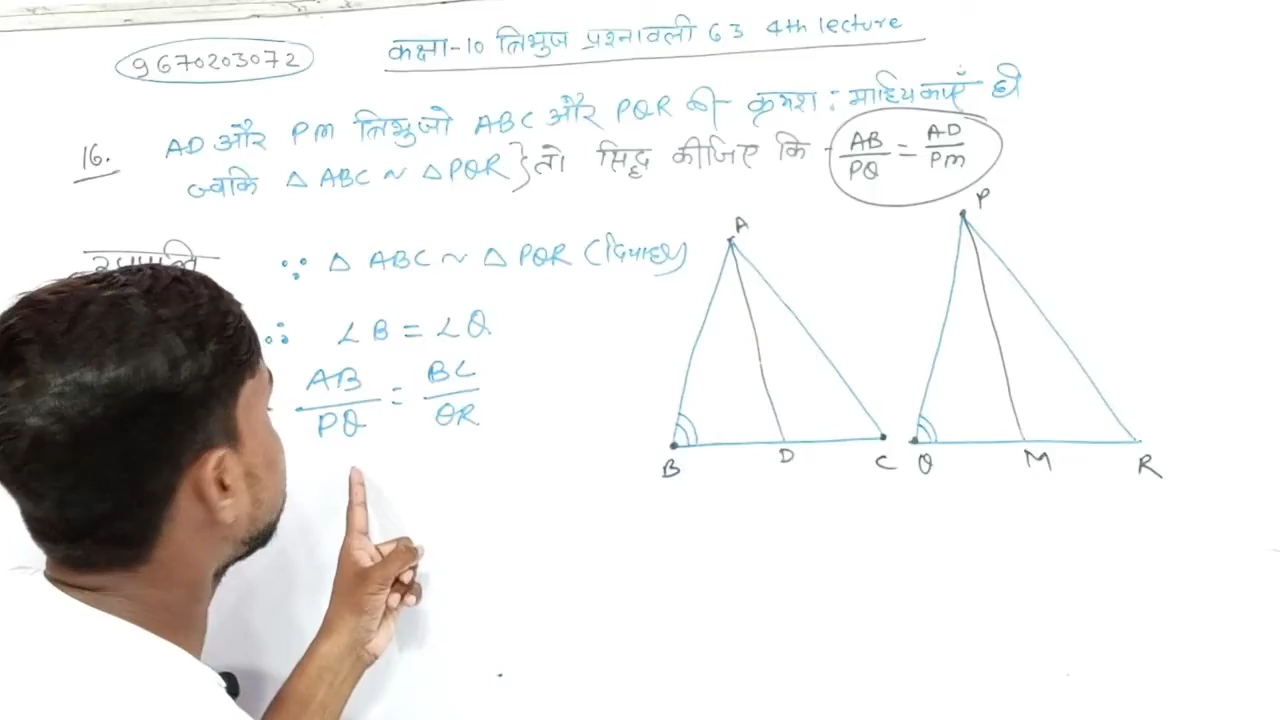 कक्षा-10 त्रिभुज प्रश्नावली 6.3 4th lecture
9670203072
16. AD और PM त्रिभुजो ABC और PQR की क्रमश: माध्यिकाएँ हो
जबकि △ ABC ~ △ PQR } तो सिद्ध कीजिए कि - AB/PQ = AD/PM
∵ △ ABC ~ △ PQR (दिया है)
∴ ∠B = ∠Q
AB/PQ = BC/QR
A
B
D
C
P
Q
M
R